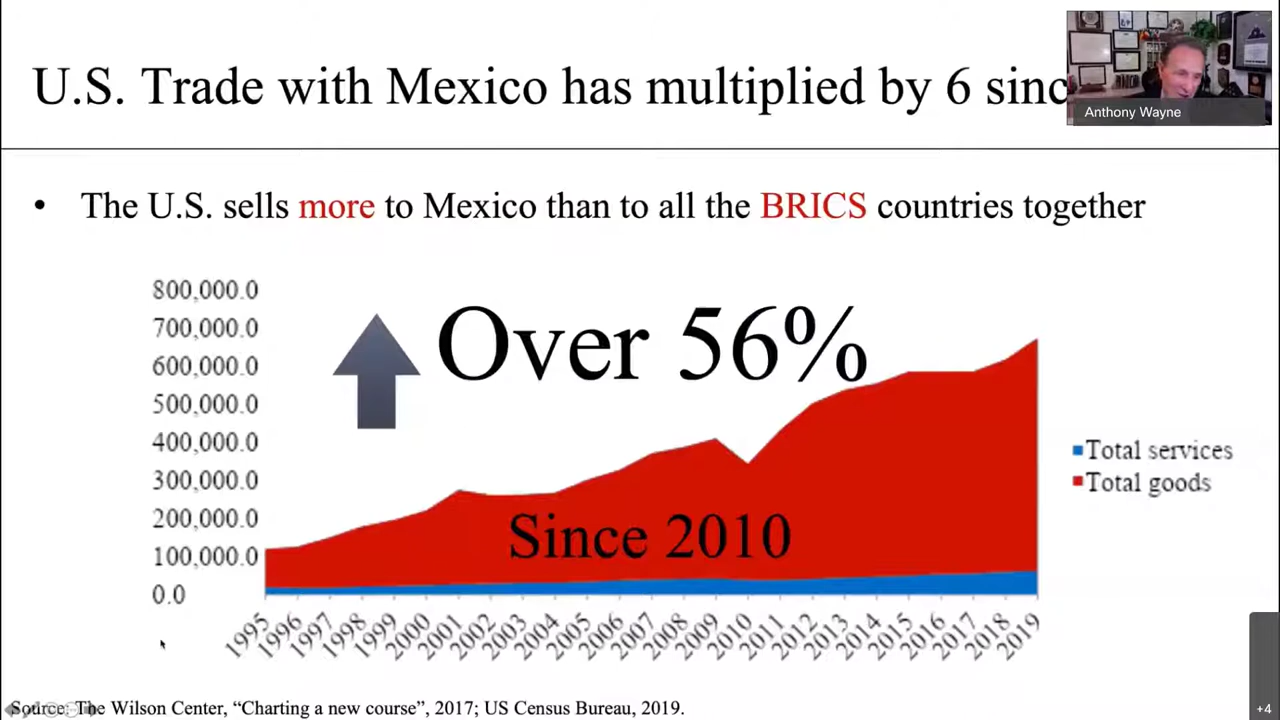 U.S. Trade with Mexico has multiplied by 6 sinc
Anthony Wayne
• The U.S. sells more to Mexico than to all the BRICS countries together
800,000.0
700,000.0
600,000.0
500,000.0
400,000.0
300,000.0
200,000.0
100,000.0
0.0
Over 56%
Since 2010
Total services
Total goods
1995 1996 1997 1998 1999 2000 2001 2002 2003 2004 2005 2006 2007 2008 2009 2010 2011 2012 2013 2014 2015 2016 2017 2018 2019
Source: The Wilson Center, “Charting a new course”, 2017; US Census Bureau, 2019.
+4